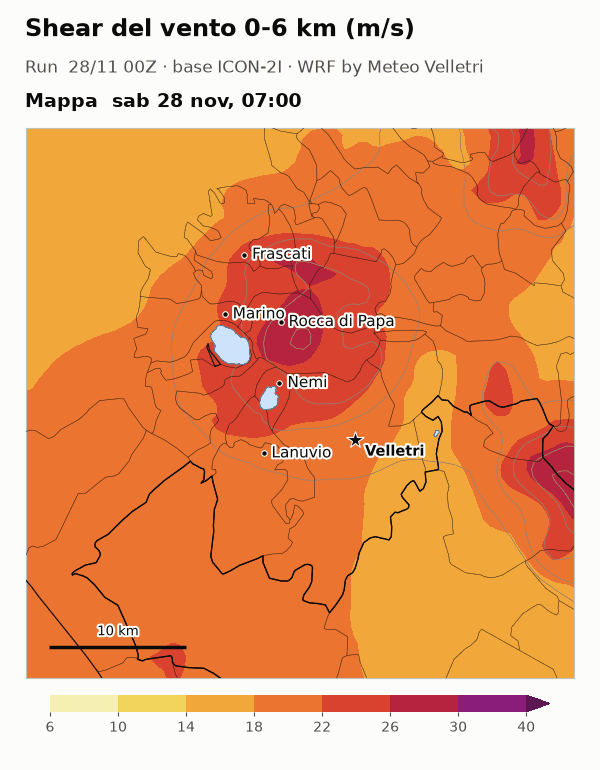 Shear del vento 0-6 km (m/s)
Run  28/11 00Z · base ICON-2I · WRF by Meteo Velletri
Mappa  sab 28 nov, 07:00
Frascati
Marino
Rocca di Papa
Nemi
Lanuvio
Velletri
10 km
6 10 14 18 22 26 30 40